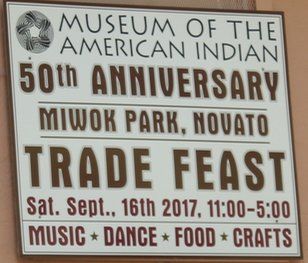 MUSEUM OF THE
AMERICAN INDIAN
50th ANNIVERSARY
MIWOK PARK, NOVATO
TRADE FEAST
Sat. Sept., 16th 2017, 11:00-5:00
MUSIC ★ DANCE ★ FOOD ★ CRAFTS